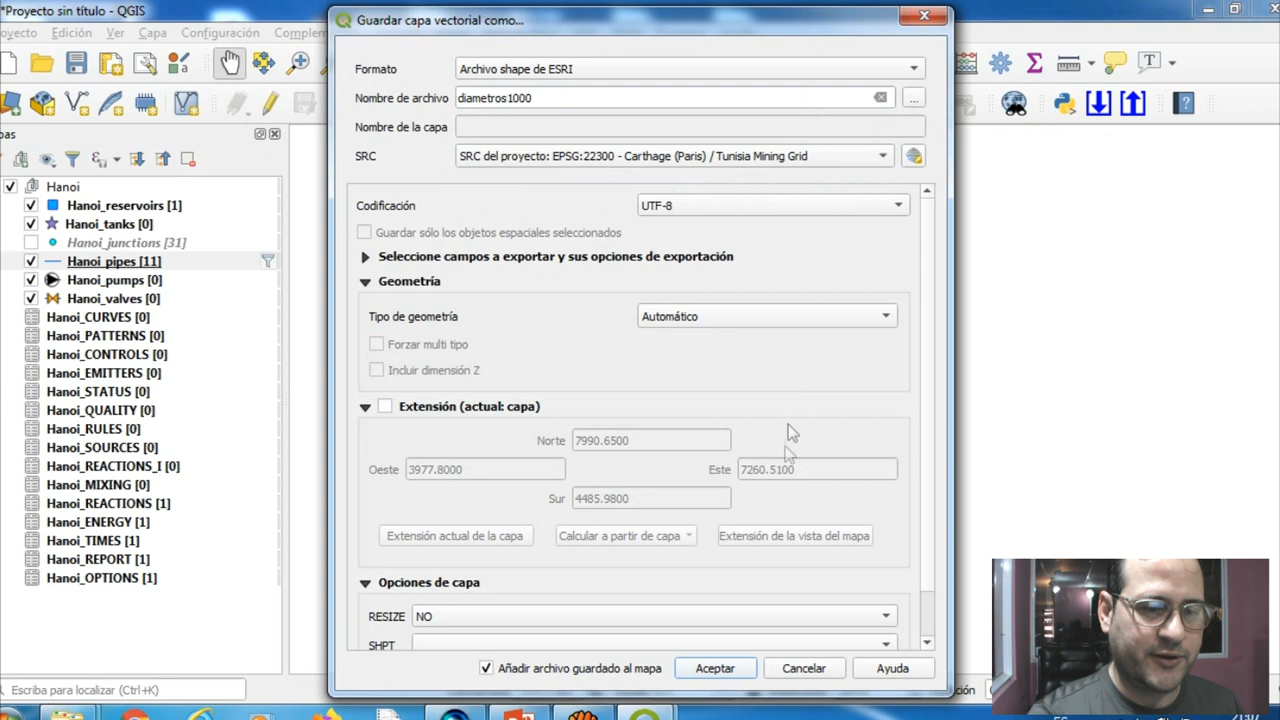 *Proyecto sin título - QGIS
Guardar capa vectorial como...
oyecto Edición Ver Capa Configuración Complem
Formato Archivo shape de ESRI
Nombre de archivo diametros1000 ...
Nombre de la capa
SRC SRC del proyecto: EPSG:22300 - Carthage (Paris) / Tunisia Mining Grid
Codificación UTF-8
Guardar sólo los objetos espaciales seleccionados
Seleccione campos a exportar y sus opciones de exportación
Geometría
Tipo de geometría Automático
Forzar multi tipo
Incluir dimensión Z
Extensión (actual: capa)
Norte 7990.6500
Oeste 3977.8000 Este 7260.5100
Sur 4485.9800
Extensión actual de la capa Calcular a partir de capa Extensión de la vista del mapa
Opciones de capa
RESIZE NO
SHPT
Añadir archivo guardado al mapa Aceptar Cancelar Ayuda
pas
Hanoi
Hanoi_reservoirs [1]
Hanoi_tanks [0]
Hanoi_junctions [31]
Hanoi_pipes [11]
Hanoi_pumps [0]
Hanoi_valves [0]
Hanoi_CURVES [0]
Hanoi_PATTERNS [0]
Hanoi_CONTROLS [0]
Hanoi_EMITTERS [0]
Hanoi_STATUS [0]
Hanoi_QUALITY [0]
Hanoi_RULES [0]
Hanoi_SOURCES [0]
Hanoi_REACTIONS_I [0]
Hanoi_MIXING [0]
Hanoi_REACTIONS [1]
Hanoi_ENERGY [1]
Hanoi_TIMES [1]
Hanoi_REPORT [1]
Hanoi_OPTIONS [1]
Escriba para localizar (Ctrl+K)
ción